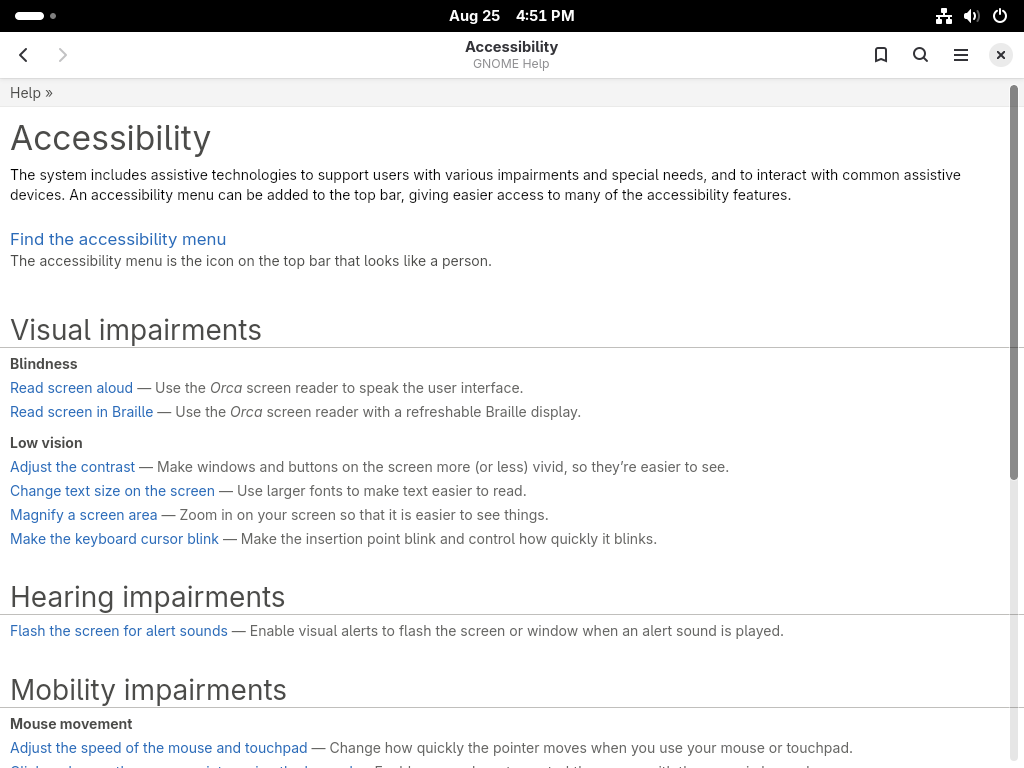 Aug 25 4:51 PM
Accessibility
GNOME Help
Help »
Accessibility
The system includes assistive technologies to support users with various impairments and special needs, and to interact with common assistive
devices. An accessibility menu can be added to the top bar, giving easier access to many of the accessibility features.
Find the accessibility menu
The accessibility menu is the icon on the top bar that looks like a person.
Visual impairments
Blindness
Read screen aloud — Use the Orca screen reader to speak the user interface.
Read screen in Braille — Use the Orca screen reader with a refreshable Braille display.
Low vision
Adjust the contrast — Make windows and buttons on the screen more (or less) vivid, so they’re easier to see.
Change text size on the screen — Use larger fonts to make text easier to read.
Magnify a screen area — Zoom in on your screen so that it is easier to see things.
Make the keyboard cursor blink — Make the insertion point blink and control how quickly it blinks.
Hearing impairments
Flash the screen for alert sounds — Enable visual alerts to flash the screen or window when an alert sound is played.
Mobility impairments
Mouse movement
Adjust the speed of the mouse and touchpad — Change how quickly the pointer moves when you use your mouse or touchpad.